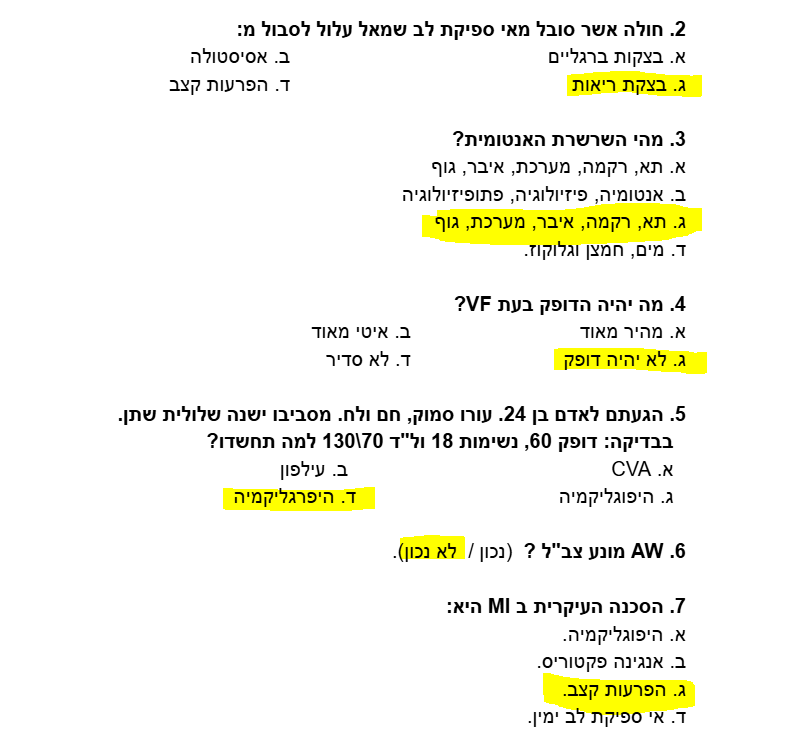 2. חולה אשר סובל מאי ספיקת לב שמאל עלול לסבול מ:
א. בצקות ברגליים ב. אסיסטולה
ג. בצקת ריאות ד. הפרעות קצב
3. מהי השרשרת האנטומית?
א. תא, רקמה, מערכת, איבר, גוף
ב. אנטומיה, פיזיולוגיה, פתופיזיולוגיה
ג. תא, רקמה, איבר, מערכת, גוף
ד. מים, חמצן וגלוקוז.
4. מה יהיה הדופק בעת VF?
א. מהיר מאוד ב. איטי מאוד
ג. לא יהיה דופק ד. לא סדיר
5. הגעתם לאדם בן 24. עורו סמוק, חם ולח. מסביבו ישנה שלולית שתן.
בבדיקה: דופק 60, נשימות 18 ול"ד 130\70 למה תחשדו?
א. CVA ב. עילפון
ג. היפוגליקמיה ד. היפרגליקמיה
6. AW מונע צב"ל ? (נכון / לא נכון).
7. הסכנה העיקרית ב MI היא:
א. היפוגליקמיה.
ב. אנגינה פקטוריס.
ג. הפרעות קצב.
ד. אי ספיקת לב ימין.